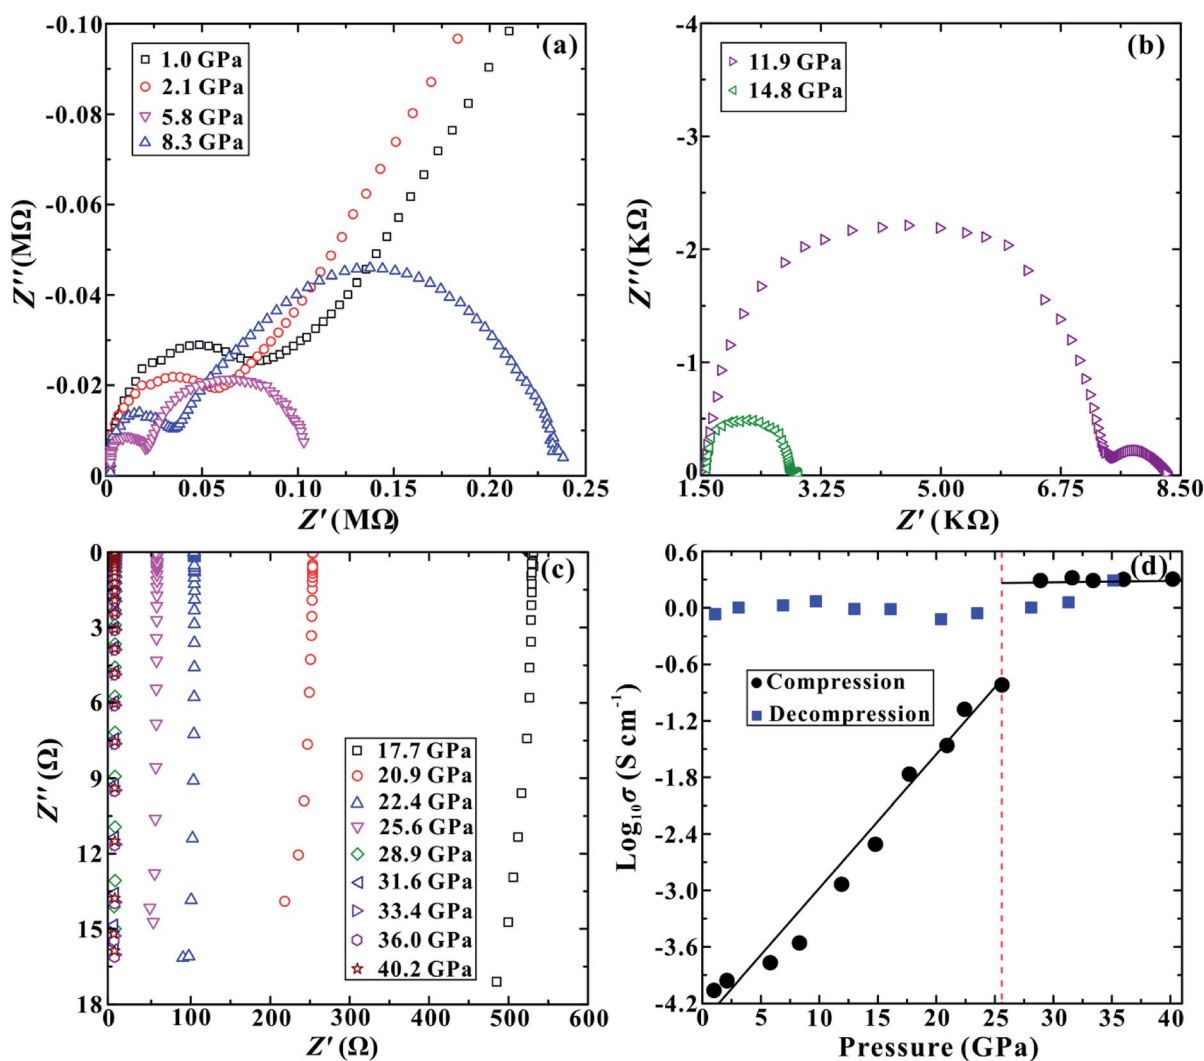 (a)
1.0 GPa
2.1 GPa
5.8 GPa
8.3 GPa
-0.10
-0.08
-0.06
-0.04
-0.02
0
Z''(MΩ)
0 0.05 0.10 0.15 0.20 0.25
Z' (MΩ)
(b)
11.9 GPa
14.8 GPa
-4
-3
-2
-1
0
Z''(KΩ)
1.50 3.25 5.00 6.75 8.50
Z' (KΩ)
(c)
0
3
6
9
12
15
18
Z''(Ω)
17.7 GPa
20.9 GPa
22.4 GPa
25.6 GPa
28.9 GPa
31.6 GPa
33.4 GPa
36.0 GPa
40.2 GPa
0 100 200 300 400 500 600
Z' (Ω)
(d)
0.6
0.0
-0.6
-1.2
-1.8
-2.4
-3.0
-3.6
-4.2
Log₁₀σ (S cm⁻¹)
Compression
Decompression
0 5 10 15 20 25 30 35 40
Pressure (GPa)